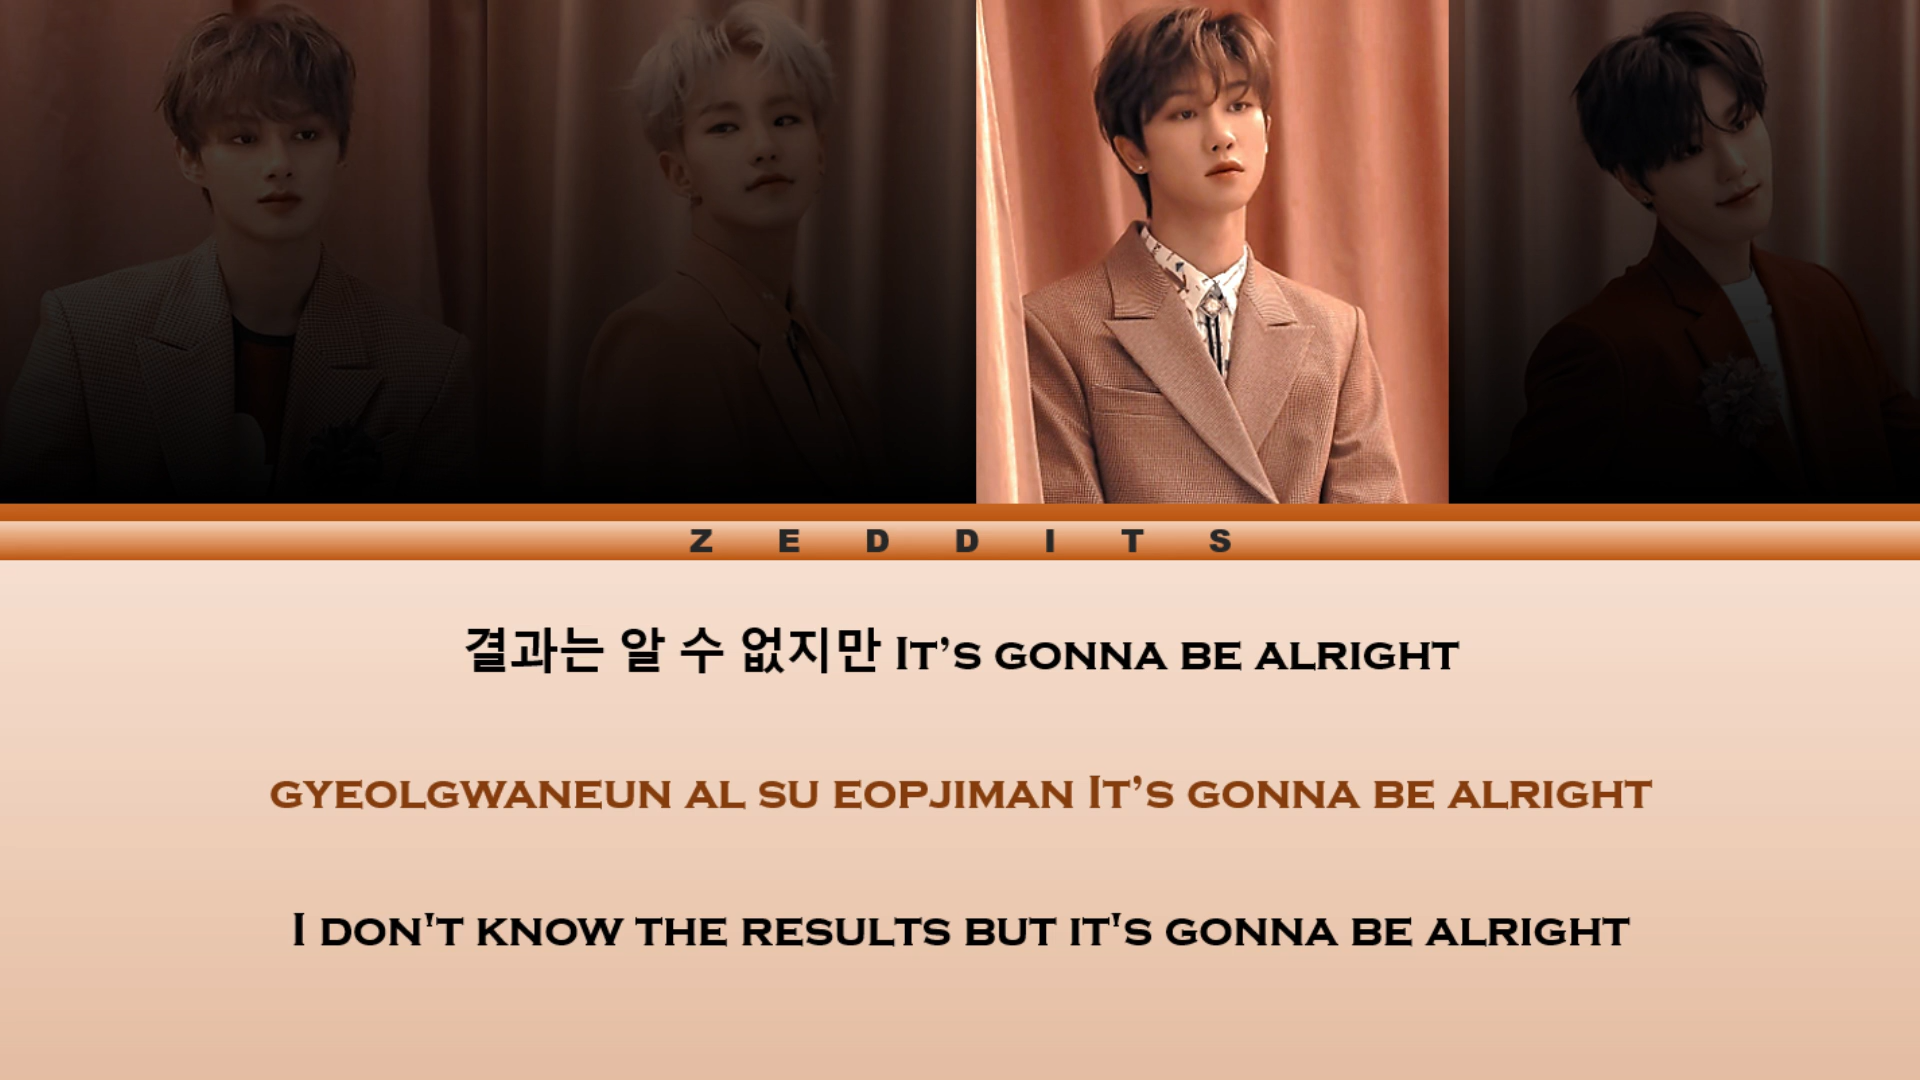 Z E D D I T S
결과는 알 수 없지만 It’s gonna be alright
gyeolgwaneun al su eopjiman It’s gonna be alright
I don't know the results but it's gonna be alright